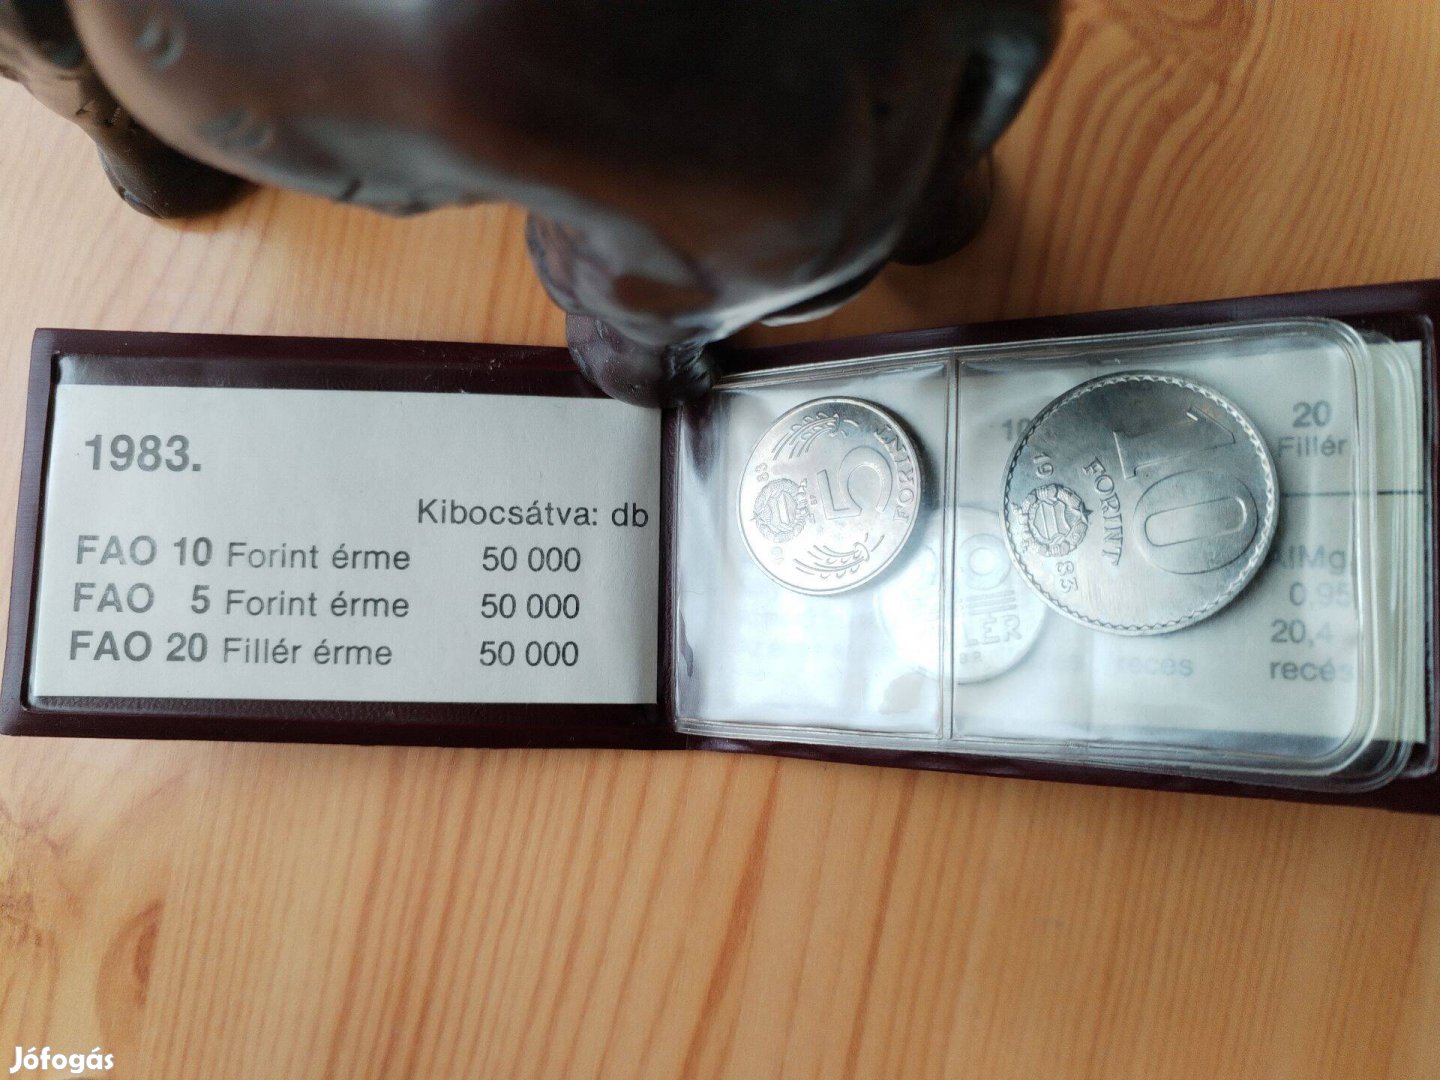 1983.
Kibocsátva: db
FAO 10 Forint érme 50 000
FAO 5 Forint érme 50 000
FAO 20 Fillér érme 50 000
5
FORINT
10
FORINT
19 83
20
Fillér
AlMg
0,95
20,4
recés recés
Jófogás